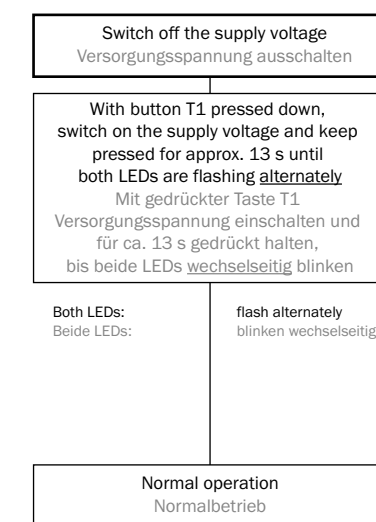 Switch off the supply voltage
Versorgungsspannung ausschalten
With button T1 pressed down,
switch on the supply voltage and keep
pressed for approx. 13 s until
both LEDs are flashing alternately
Mit gedrückter Taste T1
Versorgungsspannung einschalten und
für ca. 13 s gedrückt halten,
bis beide LEDs wechselseitig blinken
Both LEDs: flash alternately
Beide LEDs: blinken wechselseitig
Normal operation
Normalbetrieb